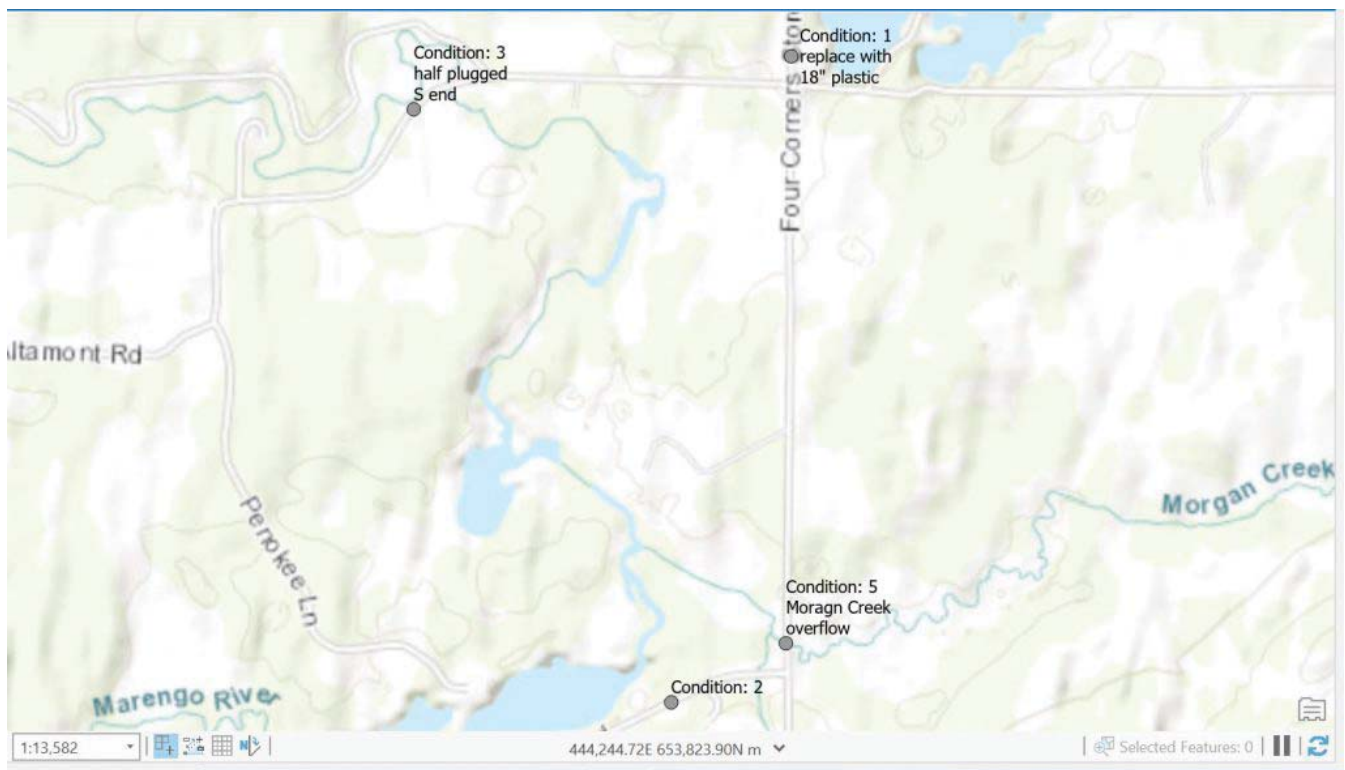 Condition: 1
replace with
18" plastic
Condition: 3
half plugged
S end
Four Corners
ltamont Rd
Penokee Ln
Morgan Creek
Condition: 5
Moragn Creek
overflow
Condition: 2
Marengo River
1:13,582
444,244.72E 653,823.90N m
Selected Features: 0